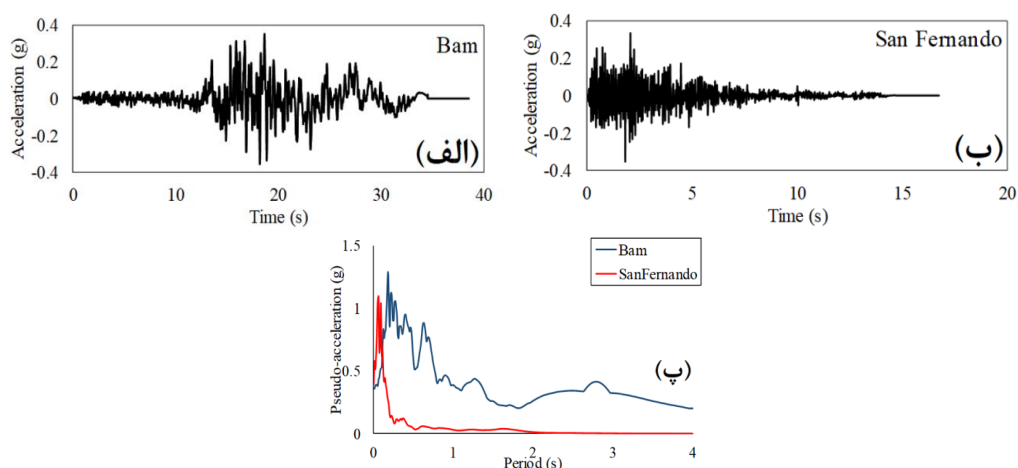 0.4
0.2
0
-0.2
-0.4
Acceleration (g)
Bam
(الف)
0 10 20 30 40
Time (s)
0.4
0.2
0
-0.2
-0.4
Acceleration (g)
San Fernando
(ب)
0 5 10 15 20
Time (s)
Bam
SanFernando
1.5
1
0.5
0
Pseudo-acceleration (g)
(پ)
0 1 2 3 4
Period (s)